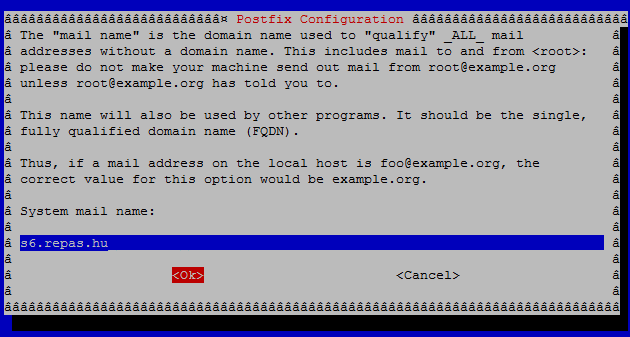 Postfix Configuration
The "mail name" is the domain name used to "qualify" _ALL_ mail
addresses without a domain name. This includes mail to and from <root>:
please do not make your machine send out mail from root@example.org
unless root@example.org has told you to.
This name will also be used by other programs. It should be the single,
fully qualified domain name (FQDN).
Thus, if a mail address on the local host is foo@example.org, the
correct value for this option would be example.org.
System mail name:
s6.repas.hu
<Ok> <Cancel>